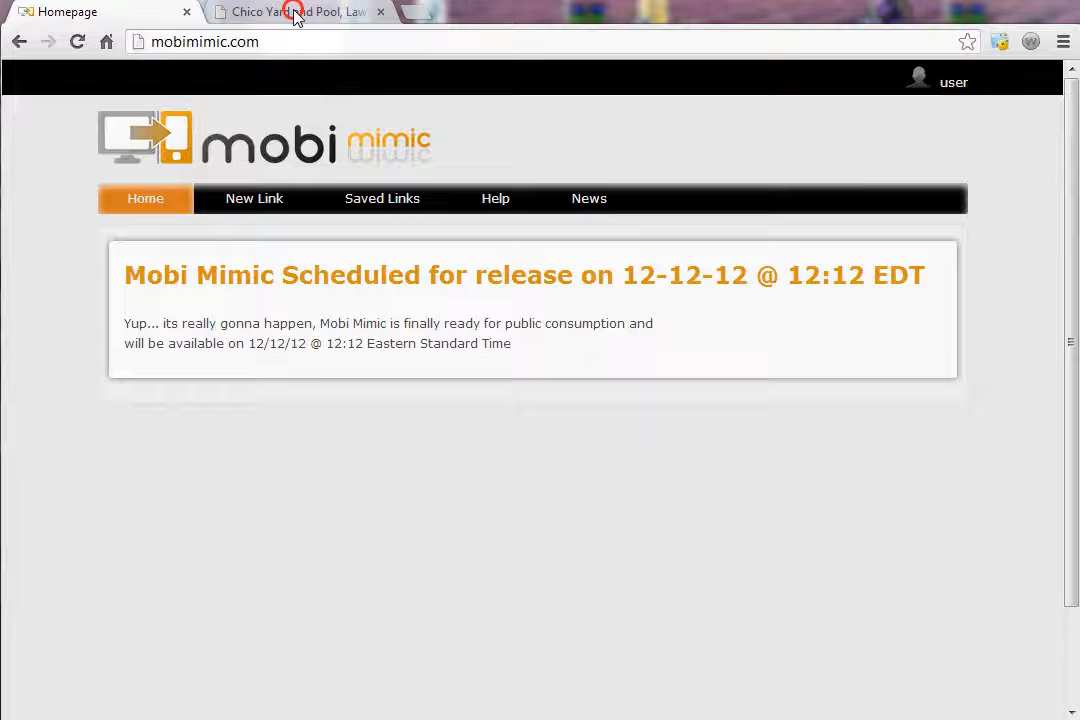 Homepage
Chico Yard and Pool, Law
mobimimic.com
user
mobi mimic
Home
New Link
Saved Links
Help
News
Mobi Mimic Scheduled for release on 12-12-12 @ 12:12 EDT
Yup... its really gonna happen, Mobi Mimic is finally ready for public consumption and
will be available on 12/12/12 @ 12:12 Eastern Standard Time